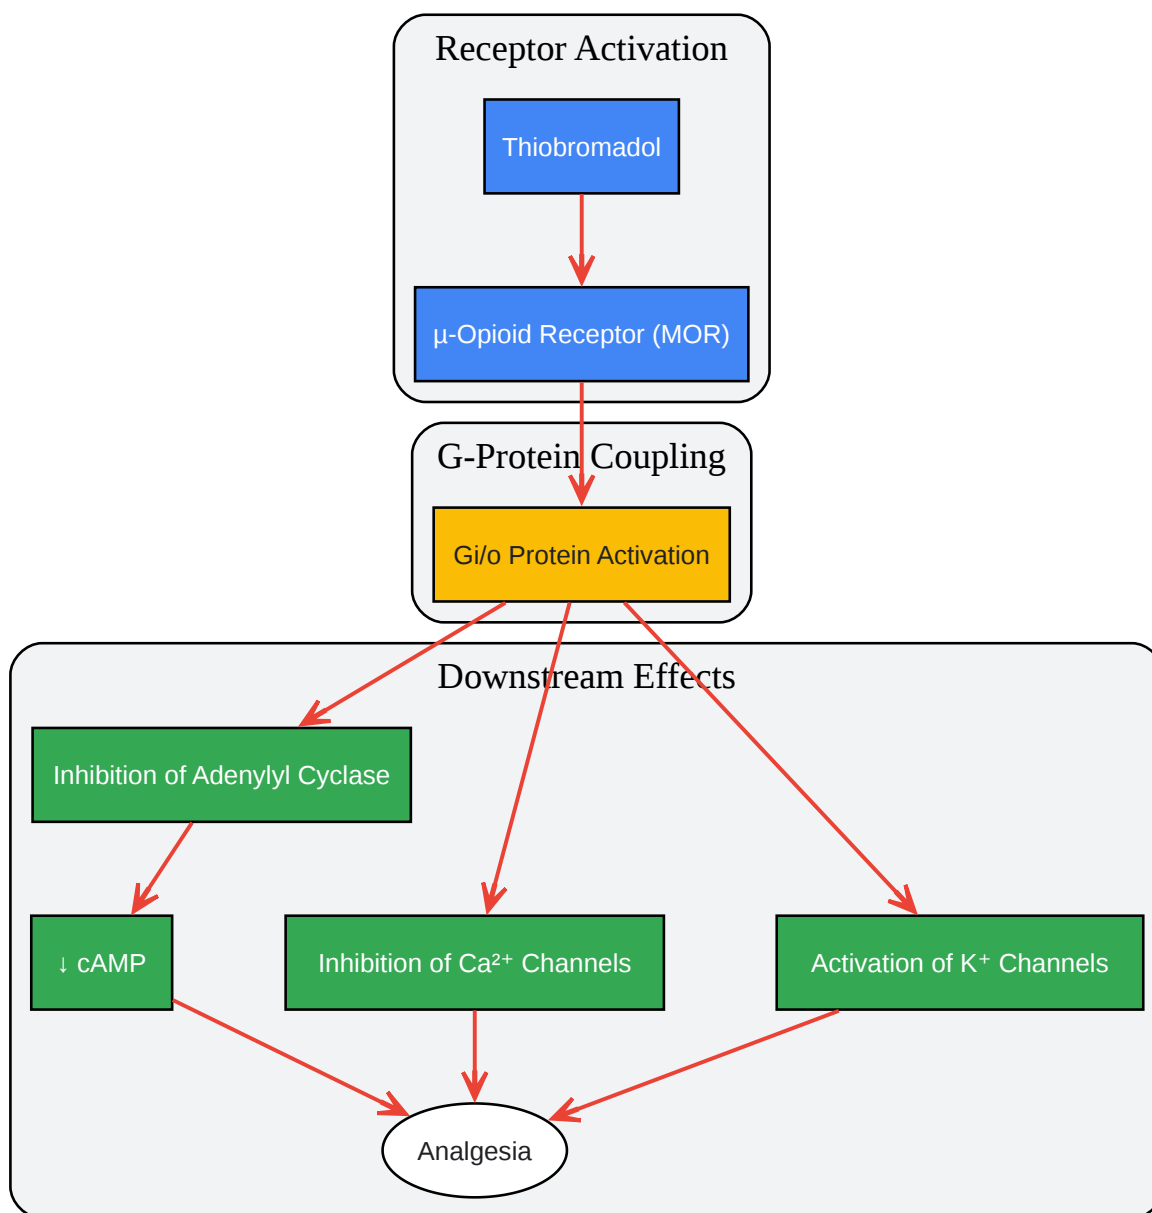 Receptor Activation
Thiobromadol
µ-Opioid Receptor (MOR)
G-Protein Coupling
Gi/o Protein Activation
Downstream Effects
Inhibition of Adenylyl Cyclase
↓ cAMP
Inhibition of Ca²⁺ Channels
Activation of K⁺ Channels
Analgesia